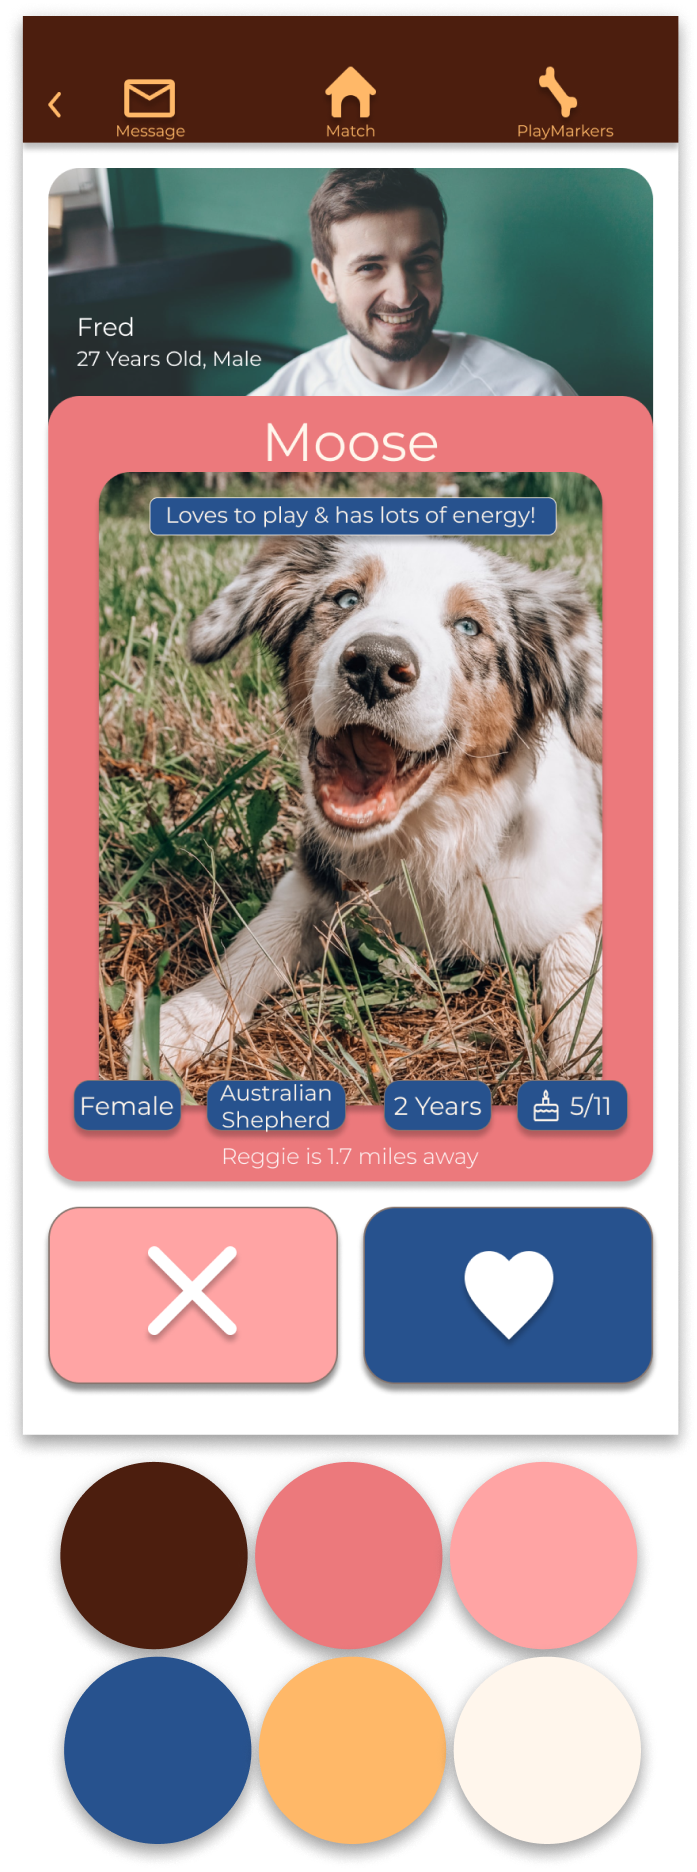 Message
Match
PlayMarkers
Fred
27 Years Old, Male
Moose
Loves to play & has lots of energy!
Female
Australian
Shepherd
2 Years
5/11
Reggie is 1.7 miles away